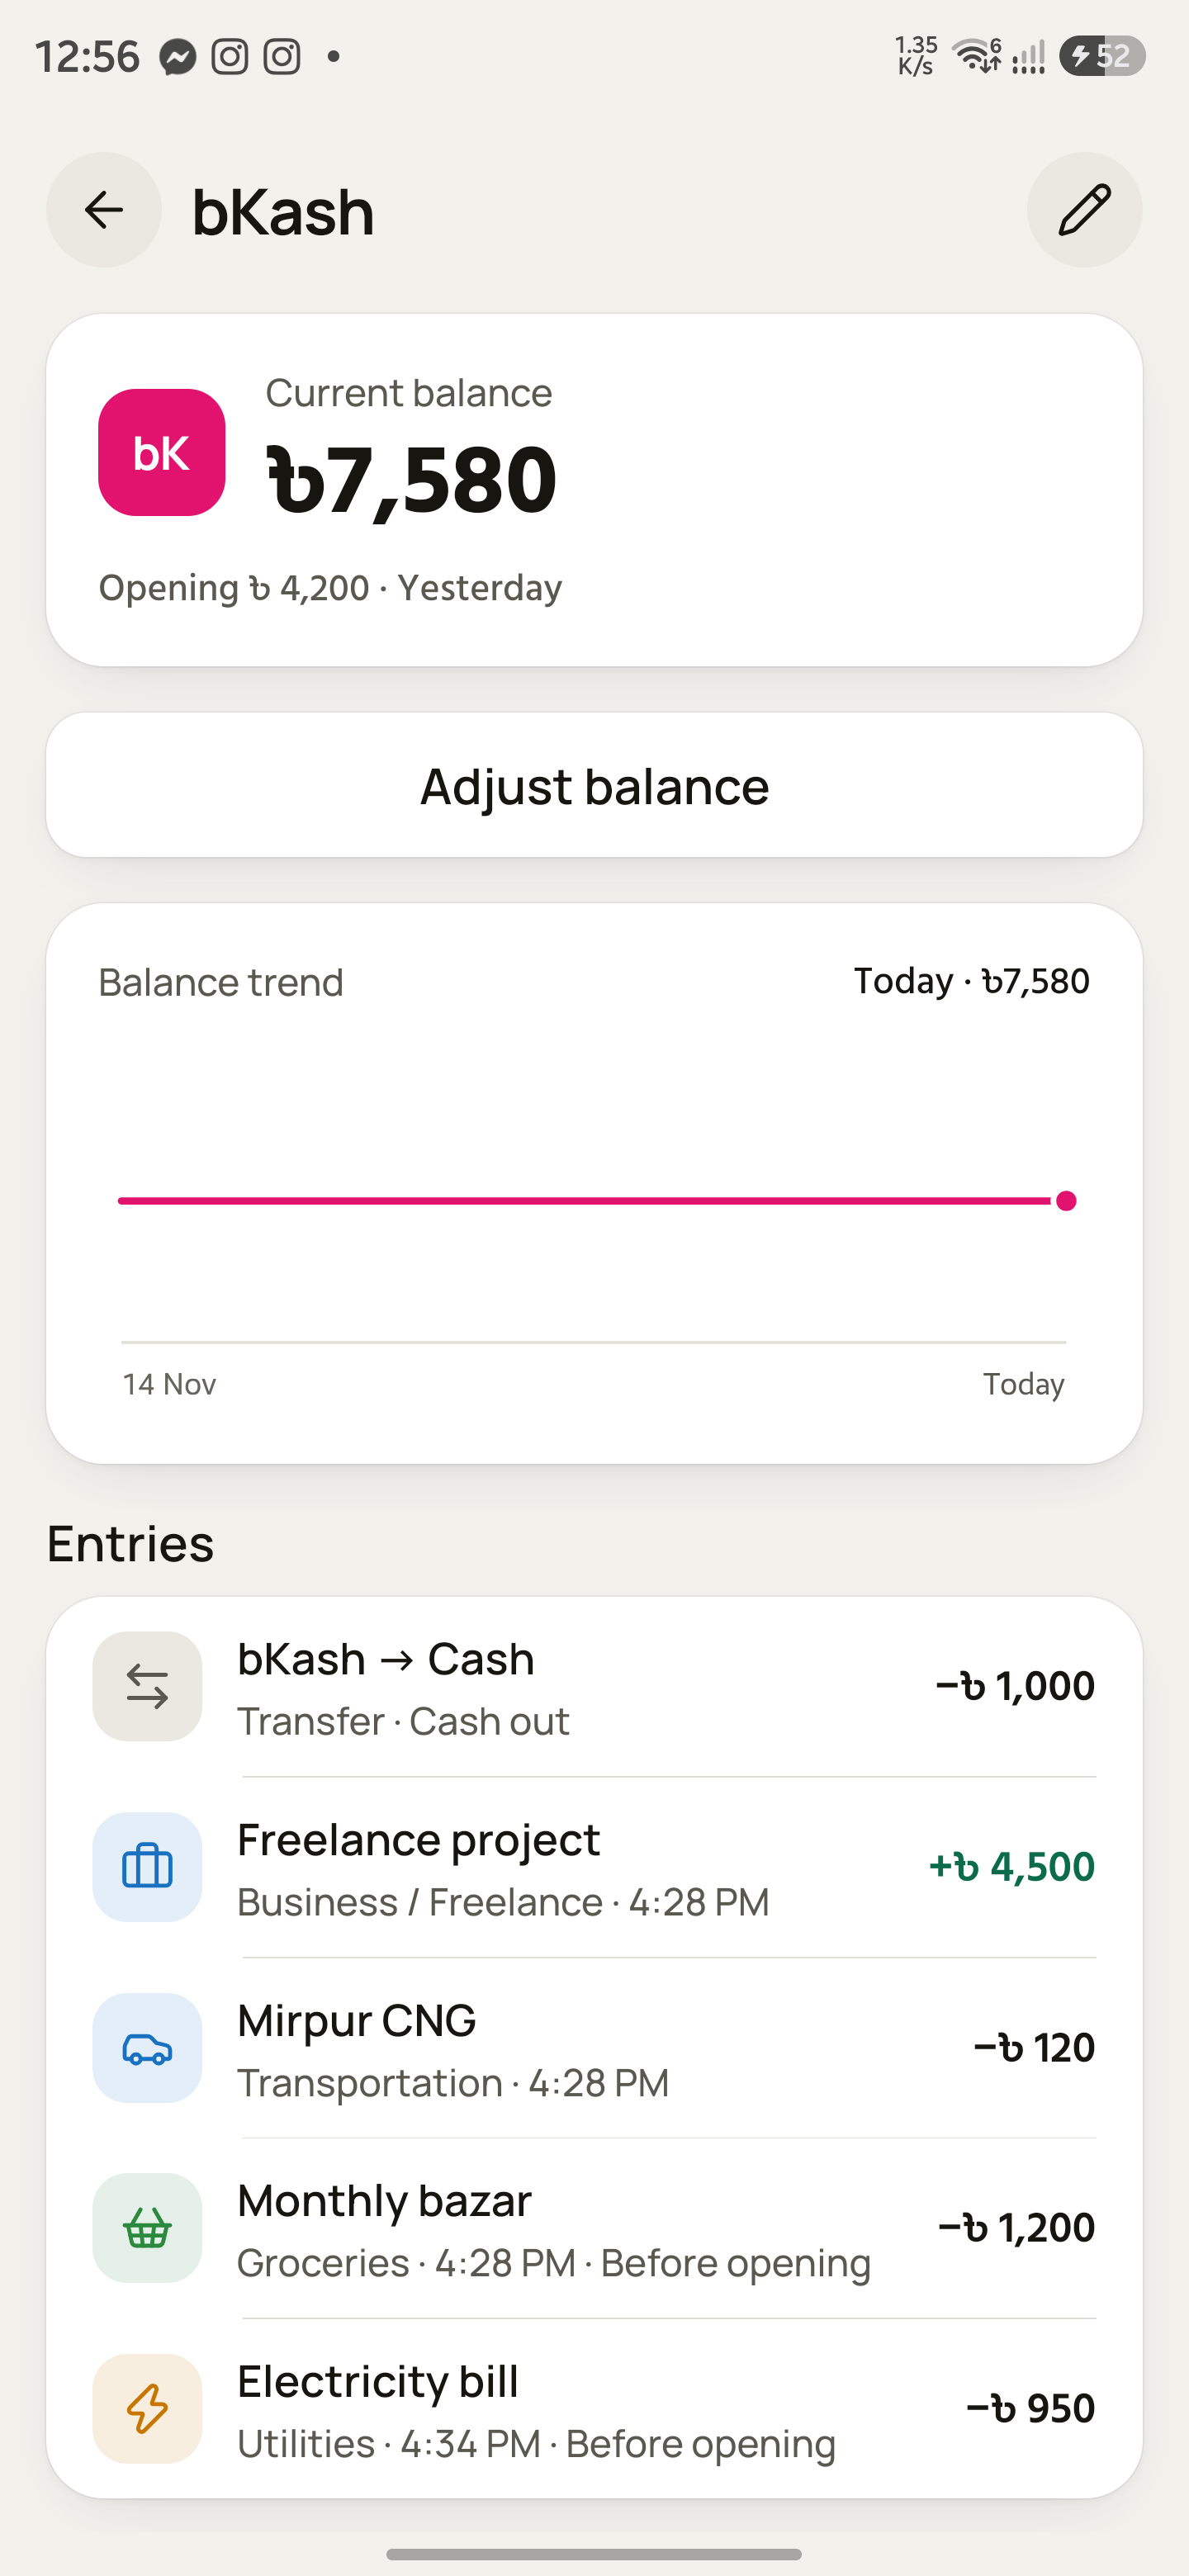 12:56
1.35
K/s
6
52
bKash
bK
Current balance
৳7,580
Opening ৳ 4,200 · Yesterday
Adjust balance
Balance trend
Today · ৳7,580
14 Nov
Today
Entries
bKash → Cash
−৳ 1,000
Transfer · Cash out
Freelance project
+৳ 4,500
Business / Freelance · 4:28 PM
Mirpur CNG
−৳ 120
Transportation · 4:28 PM
Monthly bazar
−৳ 1,200
Groceries · 4:28 PM · Before opening
Electricity bill
−৳ 950
Utilities · 4:34 PM · Before opening